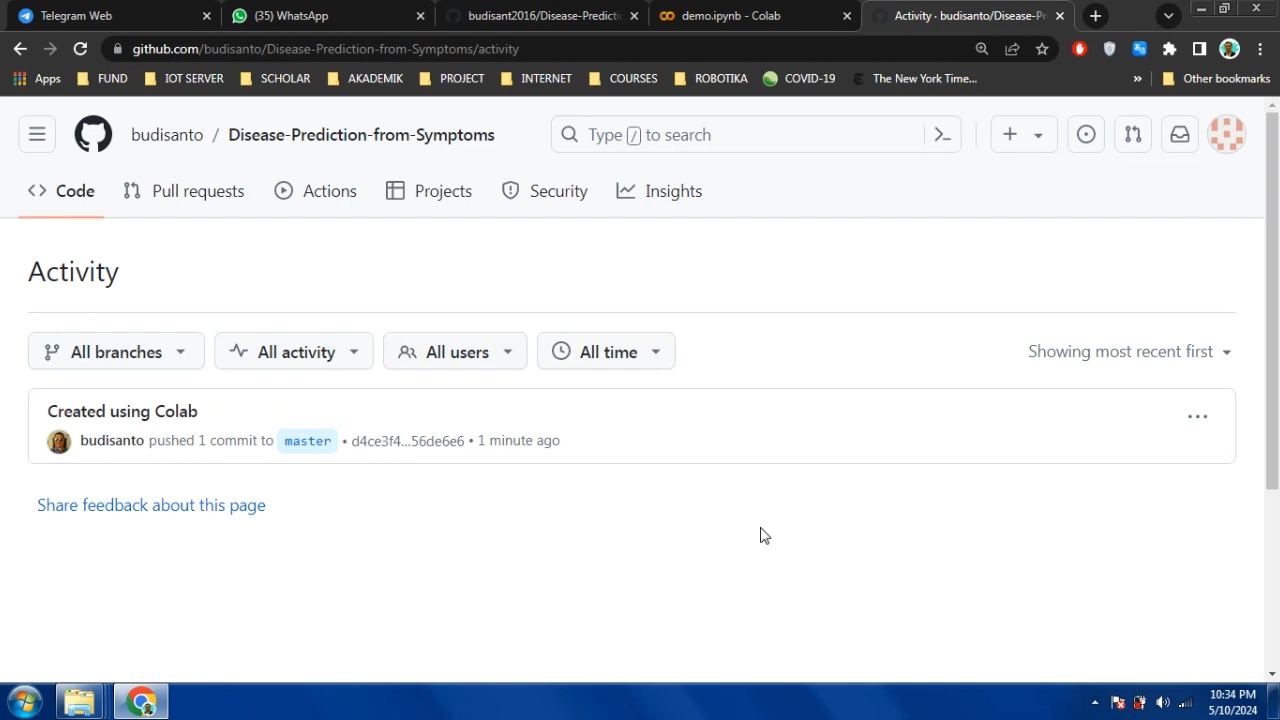 Telegram Web
(35) WhatsApp
budisant2016/Disease-Predicti
demo.ipynb - Colab
Activity · budisanto/Disease-Pr
github.com/budisanto/Disease-Prediction-from-Symptoms/activity
Apps
FUND
IOT SERVER
SCHOLAR
AKADEMIK
PROJECT
INTERNET
COURSES
ROBOTIKA
COVID-19
The New York Time...
»
Other bookmarks
budisanto / Disease-Prediction-from-Symptoms
Type / to search
Code
Pull requests
Actions
Projects
Security
Insights
Activity
All branches
All activity
All users
All time
Showing most recent first
Created using Colab
budisanto pushed 1 commit to master • d4ce3f4...56de6e6 • 1 minute ago
Share feedback about this page
10:34 PM
5/10/2024